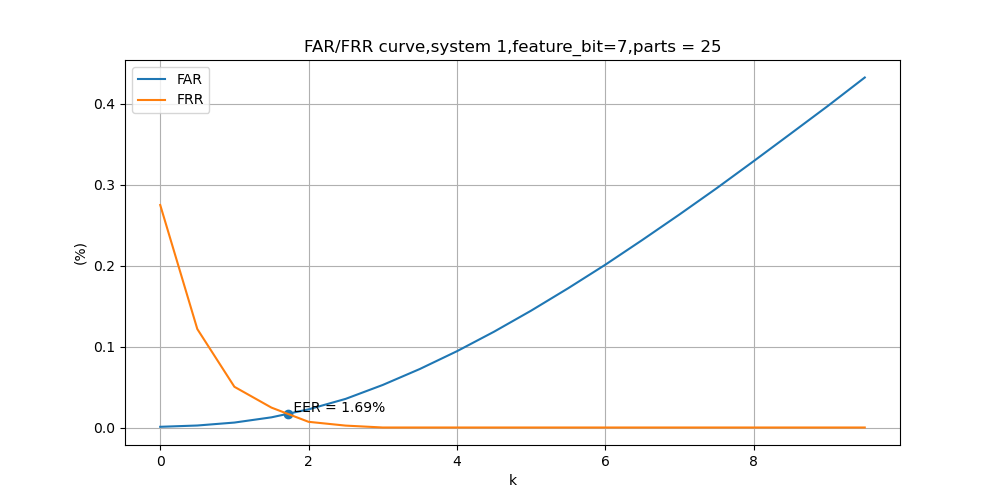 FAR/FRR curve,system 1,feature_bit=7,parts = 25
FAR
FRR
(%)
0.4
0.3
0.2
0.1
0.0
EER = 1.69%
0
2
4
6
8
k